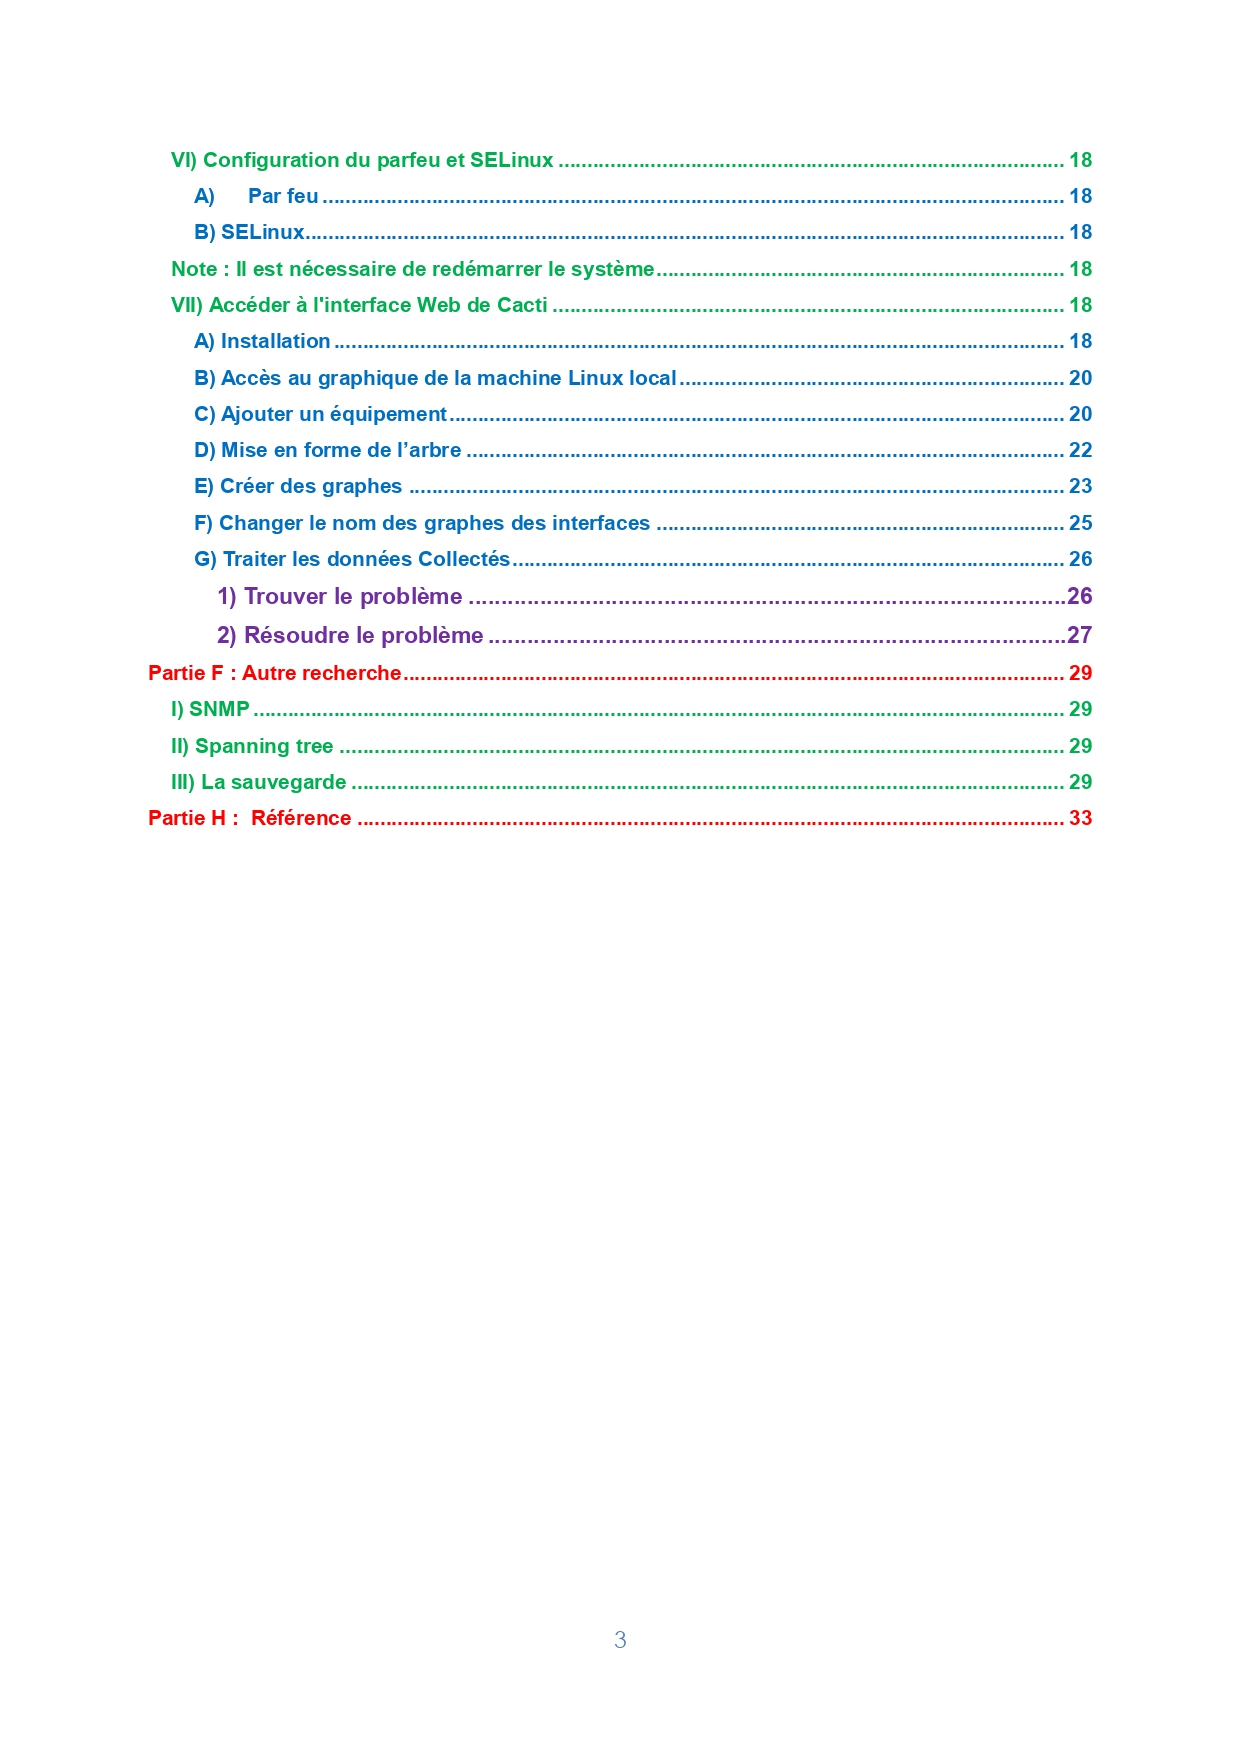 VI) Configuration du parfeu et SELinux ........................................................................................ 18
A) Par feu ................................................................................................................................. 18
B) SELinux.................................................................................................................................... 18
Note : Il est nécessaire de redémarrer le système....................................................................... 18
VII) Accéder à l'interface Web de Cacti ......................................................................................... 18
A) Installation ............................................................................................................................... 18
B) Accès au graphique de la machine Linux local................................................................... 20
C) Ajouter un équipement........................................................................................................... 20
D) Mise en forme de l’arbre ........................................................................................................ 22
E) Créer des graphes .................................................................................................................. 23
F) Changer le nom des graphes des interfaces ....................................................................... 25
G) Traiter les données Collectés................................................................................................ 26
1) Trouver le problème ............................................................................................26
2) Résoudre le problème .........................................................................................27
Partie F : Autre recherche................................................................................................................... 29
I) SNMP ............................................................................................................................................. 29
II) Spanning tree .............................................................................................................................. 29
III) La sauvegarde ............................................................................................................................ 29
Partie H : Référence ........................................................................................................................... 33
3